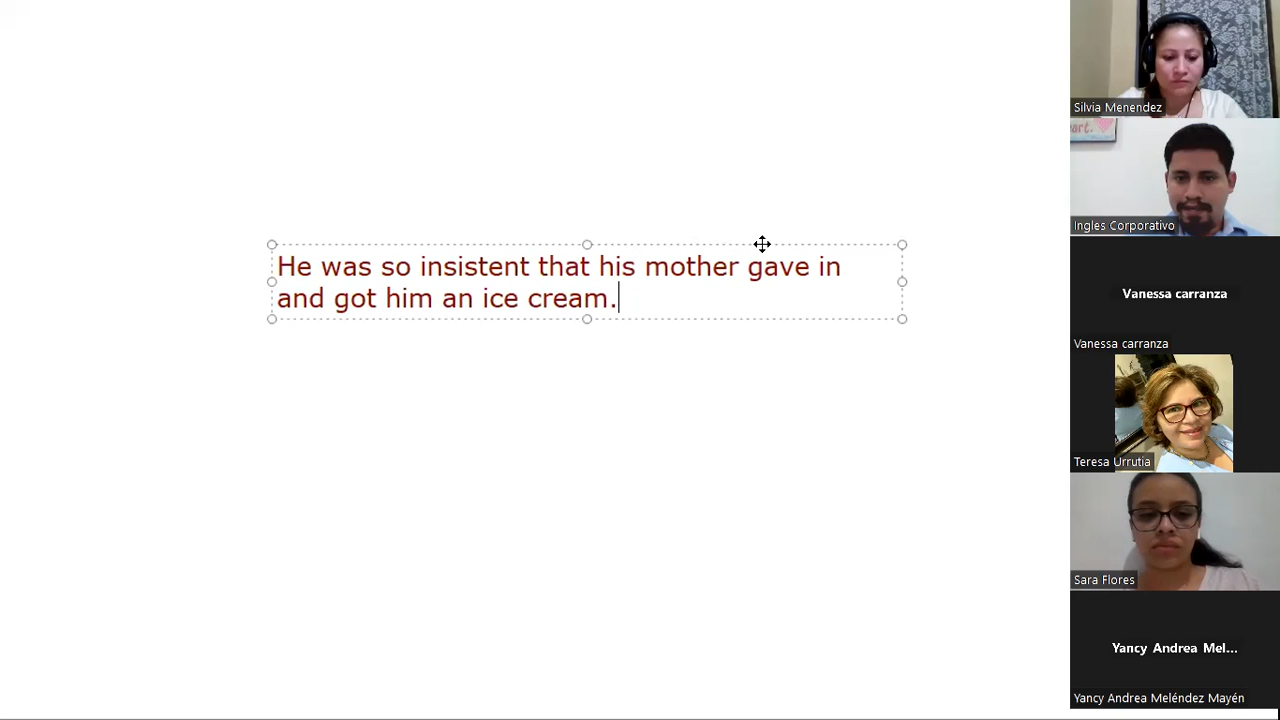 He was so insistent that his mother gave in
and got him an ice cream.
Silvia Menendez
art.
Ingles Corporativo
Vanessa carranza
Vanessa carranza
Teresa Urrutia
Sara Flores
Yancy Andrea Mel...
Yancy Andrea Meléndez Mayén